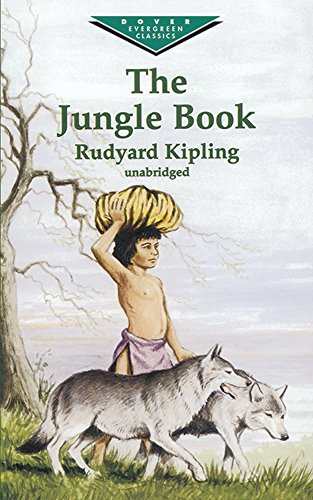 DOVER
EVERGREEN
CLASSICS
The
Jungle Book
Rudyard Kipling
unabridged